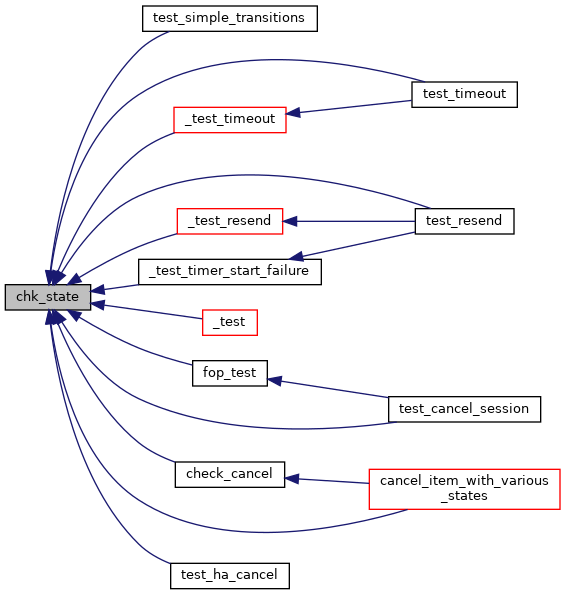 test_simple_transitions
test_timeout
_test_timeout
_test_resend
test_resend
_test_timer_start_failure
chk_state
_test
fop_test
test_cancel_session
check_cancel
cancel_item_with_various
_states
test_ha_cancel